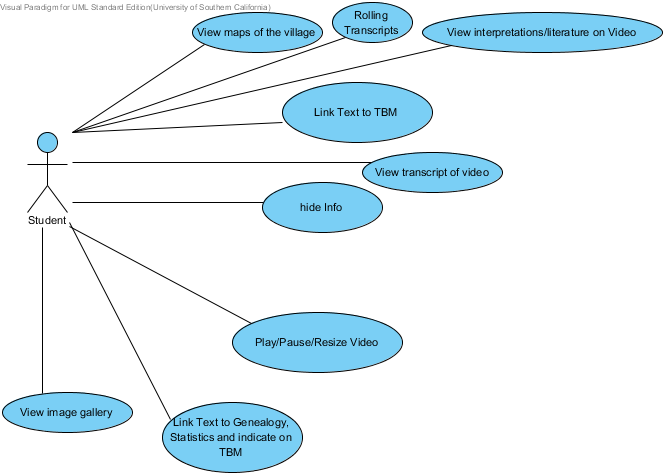 Visual Paradigm for UML Standard Edition(University of Southern California)
View maps of the village
Rolling
Transcripts
View interpretations/literature on Video
Link Text to TBM
View transcript of video
hide Info
Student
Play/Pause/Resize Video
View image gallery
Link Text to Genealogy,
Statistics and indicate on
TBM